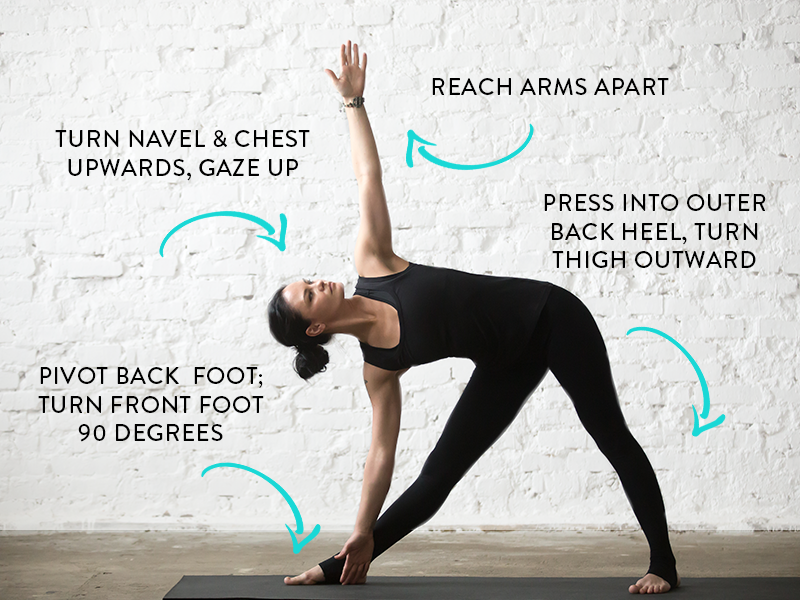 REACH ARMS APART
TURN NAVEL & CHEST
UPWARDS, GAZE UP
PRESS INTO OUTER
BACK HEEL, TURN
THIGH OUTWARD
PIVOT BACK FOOT;
TURN FRONT FOOT
90 DEGREES